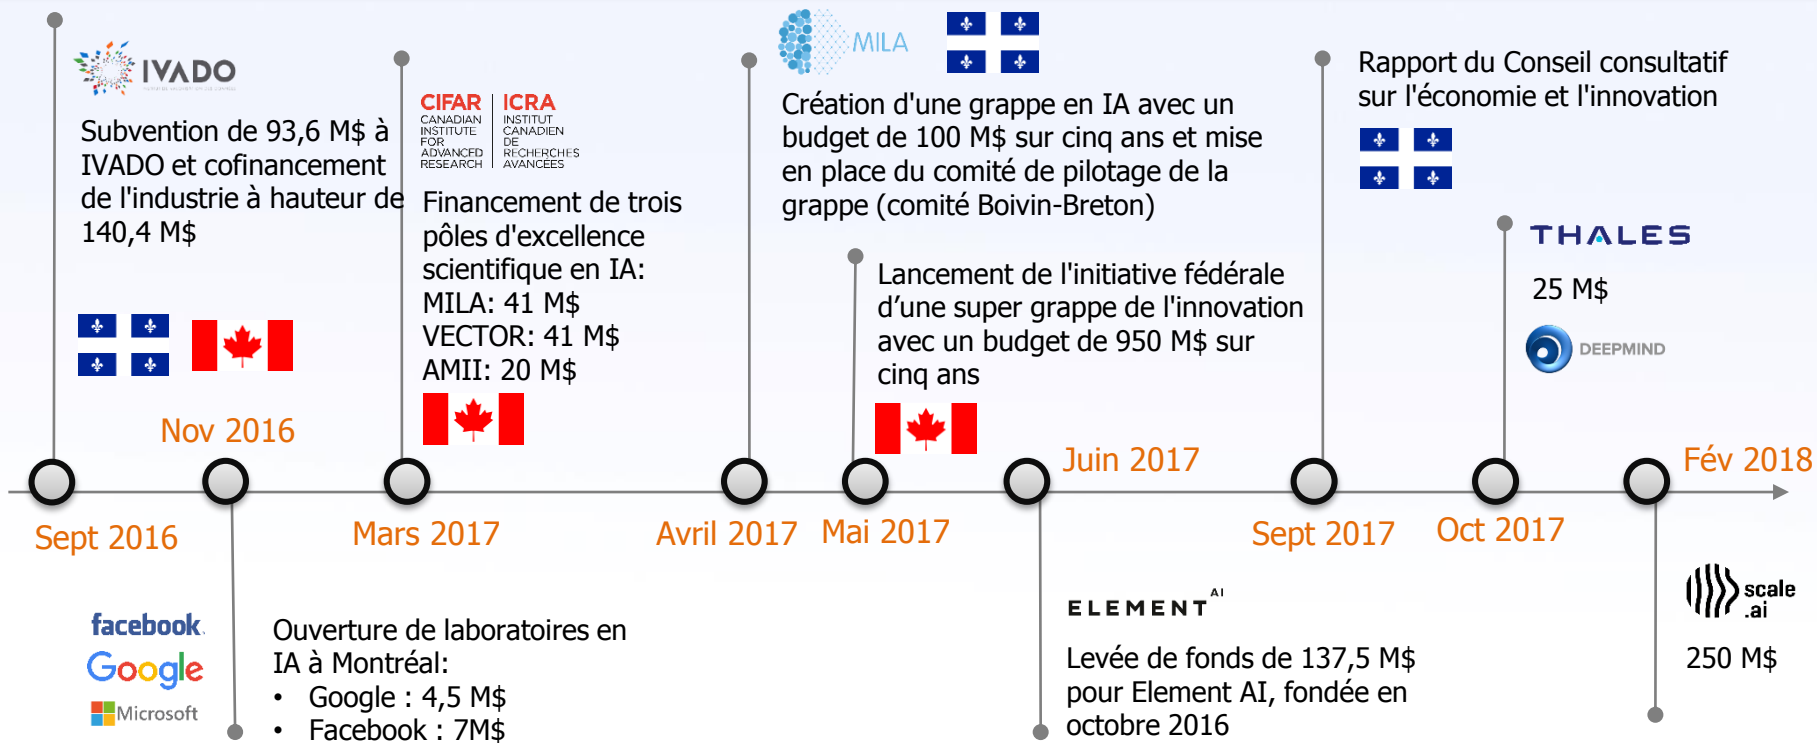 IVADO
Subvention de 93,6 M$ à
IVADO et cofinancement
de l'industrie à hauteur de
140,4 M$
Sept 2016
Nov 2016
facebook
Google
Microsoft
Ouverture de laboratoires en
IA à Montréal:
• Google : 4,5 M$
• Facebook : 7M$
CIFAR
CANADIAN
INSTITUTE
FOR
ADVANCED
RESEARCH
ICRA
INSTITUT
CANADIEN
DE
RECHERCHES
AVANCÉES
Financement de trois
pôles d'excellence
scientifique en IA:
MILA: 41 M$
VECTOR: 41 M$
AMII: 20 M$
Mars 2017
MILA
Création d'une grappe en IA avec un
budget de 100 M$ sur cinq ans et mise
en place du comité de pilotage de la
grappe (comité Boivin-Breton)
Avril 2017
Lancement de l'initiative fédérale
d’une super grappe de l'innovation
avec un budget de 950 M$ sur
cinq ans
Mai 2017
Juin 2017
ELEMENT AI
Levée de fonds de 137,5 M$
pour Element AI, fondée en
octobre 2016
Rapport du Conseil consultatif
sur l'économie et l'innovation
Sept 2017
THALES
25 M$
DEEPMIND
Oct 2017
Fév 2018
scale
.ai
250 M$